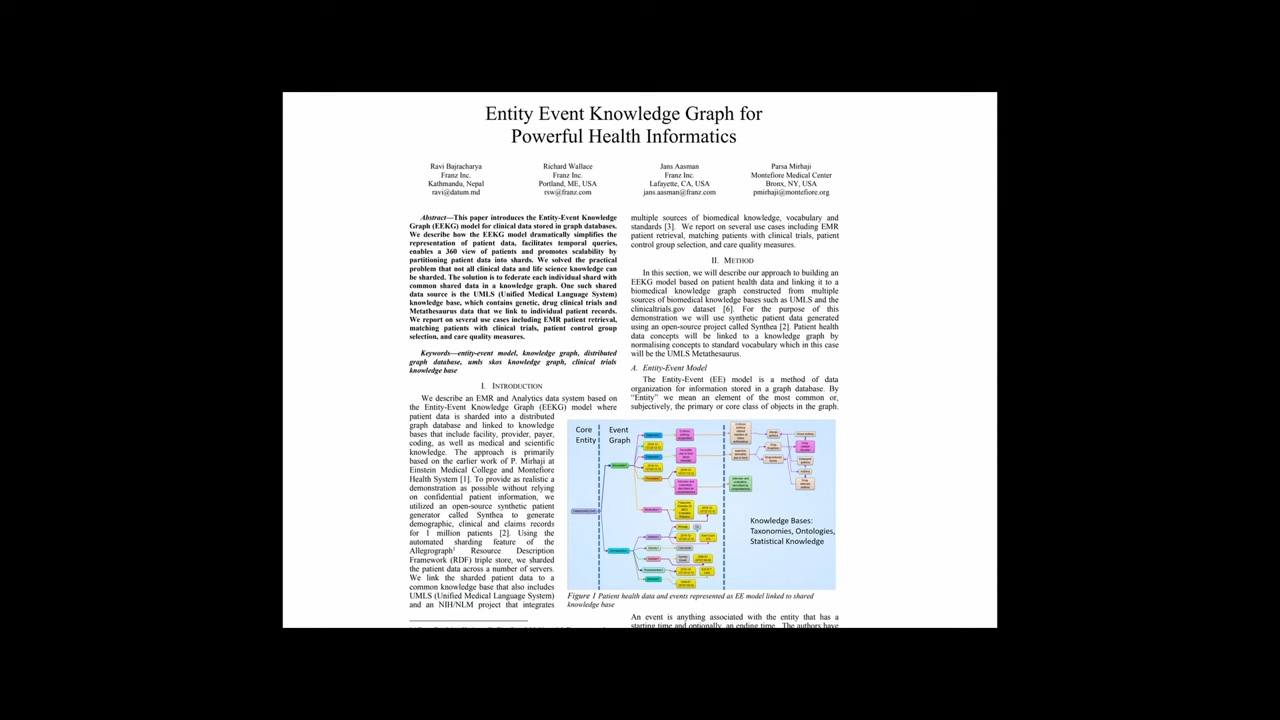 Entity Event Knowledge Graph for
Powerful Health Informatics
Ravi Bajracharya
Franz Inc.
Kathmandu, Nepal
ravi@datum.md
Richard Wallace
Franz Inc.
Portland, ME, USA
rsw@franz.com
Jans Aasman
Franz Inc.
Lafayette, CA, USA
jans.aasman@franz.com
Parsa Mirhaji
Montefiore Medical Center
Bronx, NY, USA
pmirhaji@montefiore.org
Abstract—This paper introduces the Entity-Event Knowledge
Graph (EEKG) model for clinical data stored in graph databases.
We describe how the EEKG model dramatically simplifies the
representation of patient data, facilitates temporal queries,
enables a 360 view of patients and promotes scalability by
partitioning patient data into shards. We solved the practical
problem that not all clinical data and life science knowledge can
be sharded. The solution is to federate each individual shard with
common shared data in a knowledge graph. One such shared
data source is the UMLS (Unified Medical Language System)
knowledge base, which contains genetic, drug clinical trials and
Metathesaurus data that we link to individual patient records.
We report on several use cases including EMR patient retrieval,
matching patients with clinical trials, patient control group
selection, and care quality measures.
Keywords—entity-event model, knowledge graph, distributed
graph database, umls skos knowledge graph, clinical trials
knowledge base
I. INTRODUCTION
We describe an EMR and Analytics data system based on
the Entity-Event Knowledge Graph (EEKG) model where
patient data is sharded into a distributed
graph database and linked to knowledge
bases that include facility, provider, payer,
coding, as well as medical and scientific
knowledge. The approach is primarily
based on the earlier work of P. Mirhaji at
Einstein Medical College and Montefiore
Health System [1]. To provide as realistic a
demonstration as possible without relying
on confidential patient information, we
utilized an open-source synthetic patient
generator called Synthea to generate
demographic, clinical and claims records
for 1 million patients [2]. Using the
automated sharding feature of the
Allegrograph¹ Resource Description
Framework (RDF) triple store, we sharded
the patient data across a number of servers.
We link the sharded patient data to a
common knowledge base that also includes
UMLS (Unified Medical Language System)
and an NIH/NLM project that integrates
multiple sources of biomedical knowledge, vocabulary and
standards [3]. We report on several use cases including EMR
patient retrieval, matching patients with clinical trials, patient
control group selection, and care quality measures.
II. METHOD
In this section, we will describe our approach to building an
EEKG model based on patient health data and linking it to a
biomedical knowledge graph constructed from multiple
sources of biomedical knowledge bases such as UMLS and the
clinicaltrials.gov dataset [6]. For the purpose of this
demonstration we will use synthetic patient data generated
using an open-source project called Synthea [2]. Patient health
data concepts will be linked to a knowledge graph by
normalising concepts to standard vocabulary which in this case
will be the UMLS Metathesaurus.
A. Entity-Event Model
The Entity-Event (EE) model is a method of data
organization for information stored in a graph database. By
“Entity” we mean an element of the most common or,
subjectively, the primary or core class of objects in the graph.
Core
Entity
Event
Graph
Knowledge Bases:
Taxonomies, Ontologies,
Statistical Knowledge
Figure 1 Patient health data and events represented as EE model linked to shared
knowledge base
An event is anything associated with the entity that has a
starting time and optionally, an ending time. The authors have